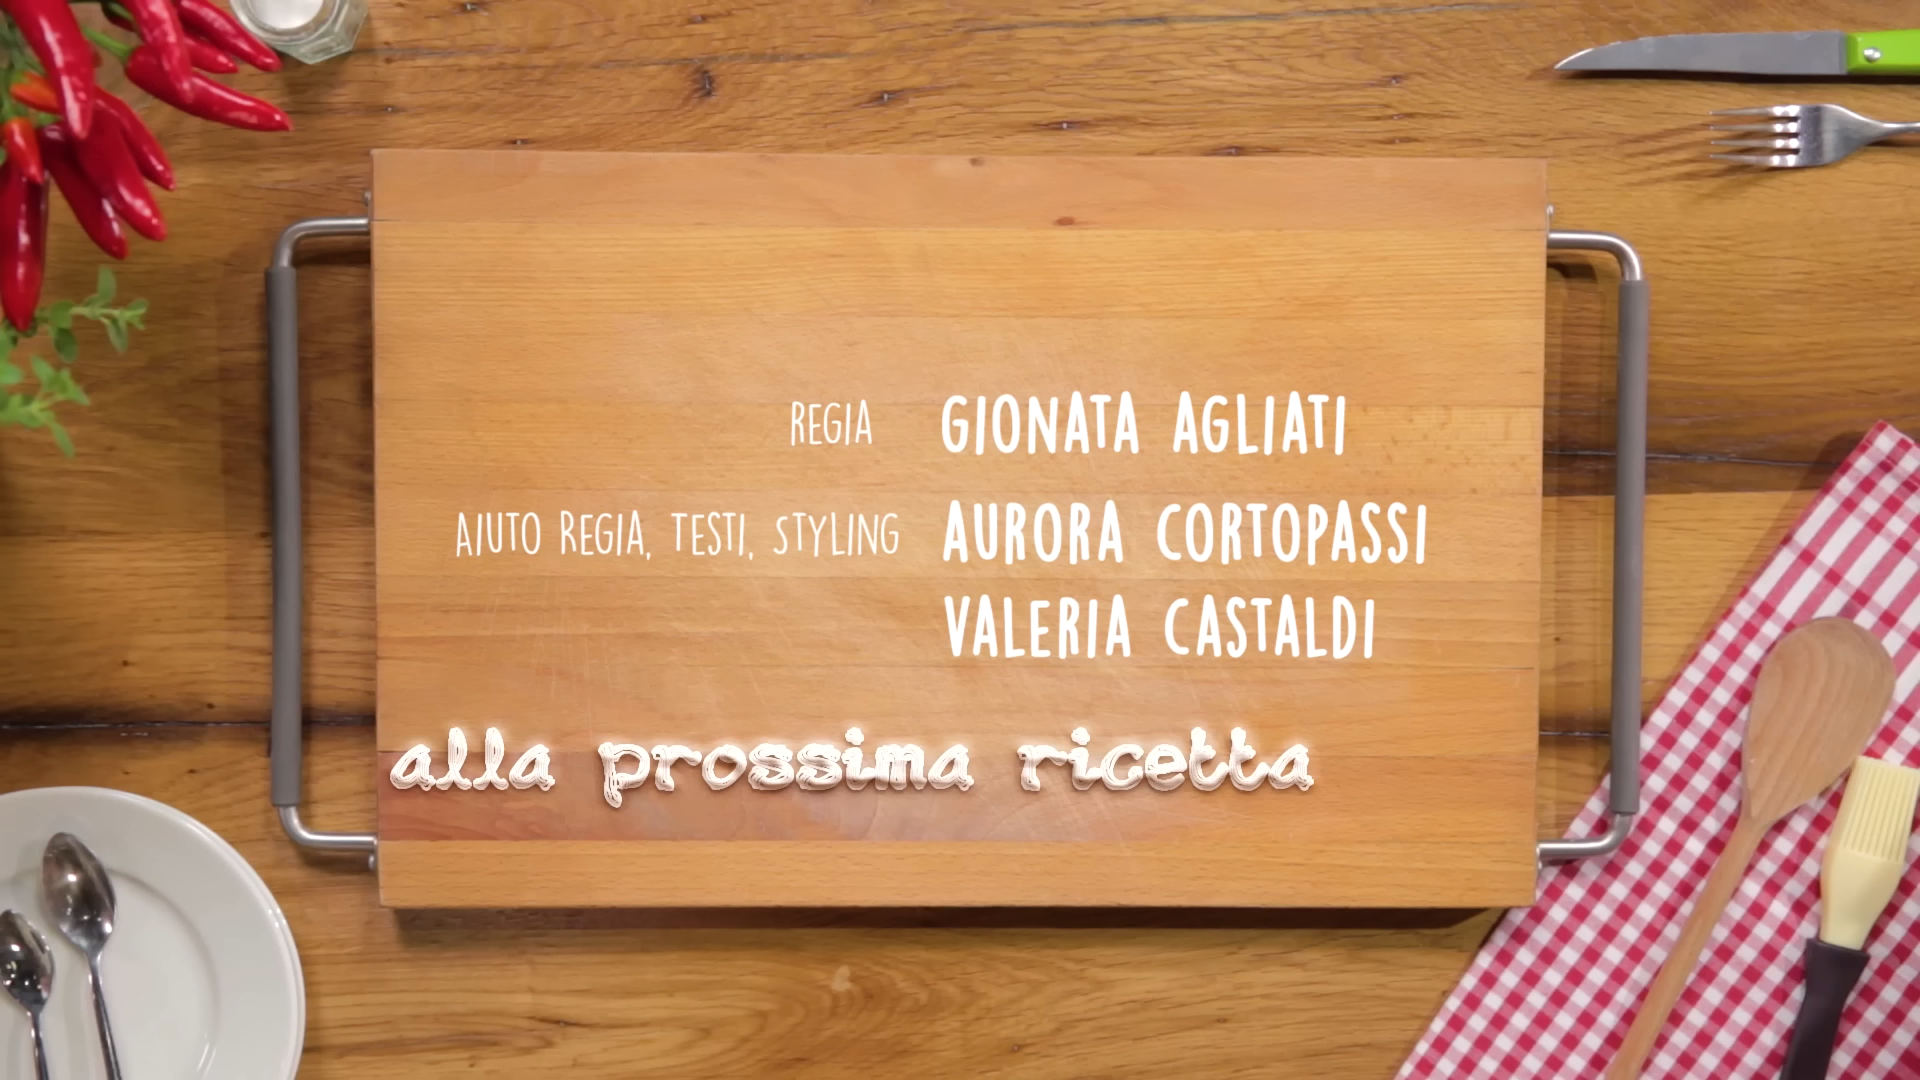 REGIA GIONATA AGLIATI
AIUTO REGIA, TESTI, STYLING AURORA CORTOPASSI
VALERIA CASTALDI
alla prossima ricetta